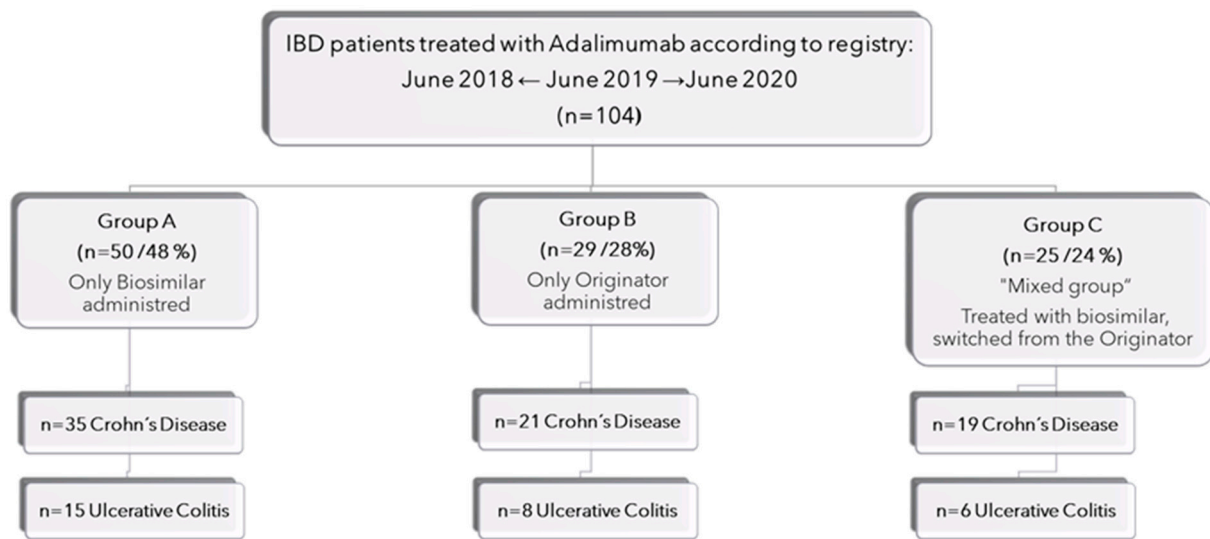 IBD patients treated with Adalimumab according to registry:
June 2018 ← June 2019 →June 2020
(n=104)
Group A
(n=50 /48 %)
Only Biosimilar
administred
n=35 Crohn´s Disease
n=15 Ulcerative Colitis
Group B
(n=29 /28%)
Only Originator
administred
n=21 Crohn´s Disease
n=8 Ulcerative Colitis
Group C
(n=25 /24 %)
"Mixed group“
Treated with biosimilar,
switched from the Originator
n=19 Crohn´s Disease
n=6 Ulcerative Colitis